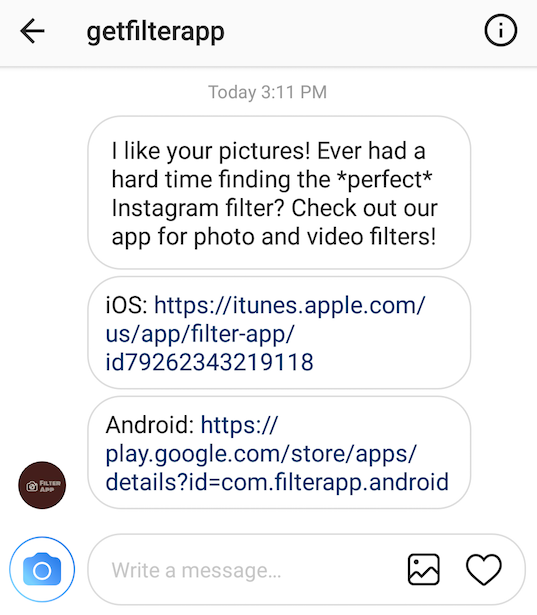 getfilterapp
Today 3:11 PM
I like your pictures! Ever had a
hard time finding the *perfect*
Instagram filter? Check out our
app for photo and video filters!
iOS: https://itunes.apple.com/
us/app/filter-app/
id79262343219118
Android: https://
play.google.com/store/apps/
details?id=com.filterapp.android
FILTER
APP
Write a message...